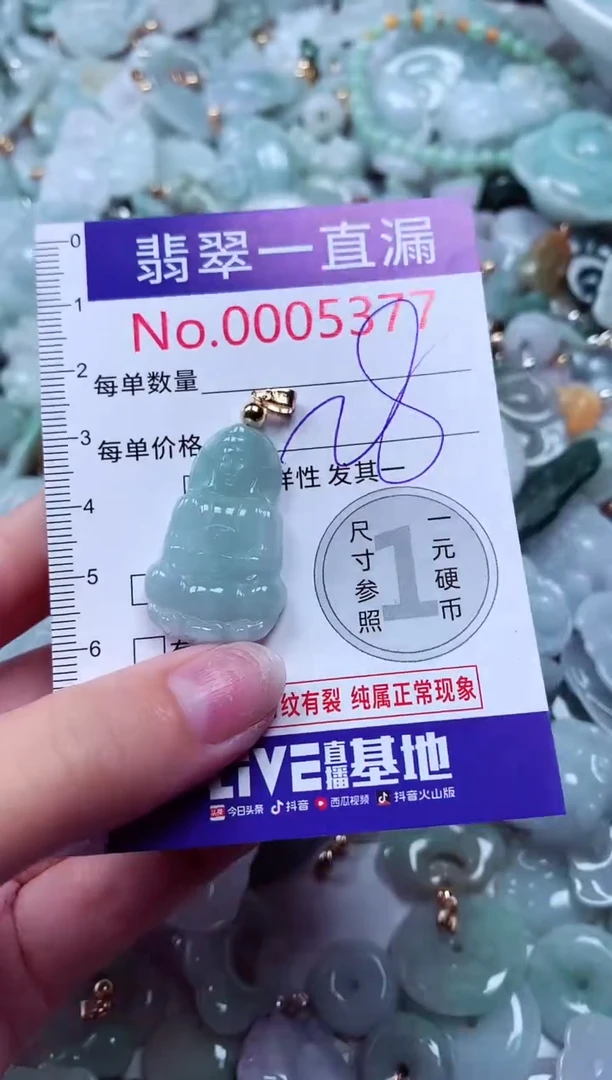 翡翠一直漏
0
1
2
3
4
5
6
No.0005377
每单数量
每单价格
28
样性 发其一
尺寸参照
1
一元硬币
纹有裂 纯属正常现象
LiVE直播基地
头条 今日头条 抖音 西瓜视频 抖音火山版